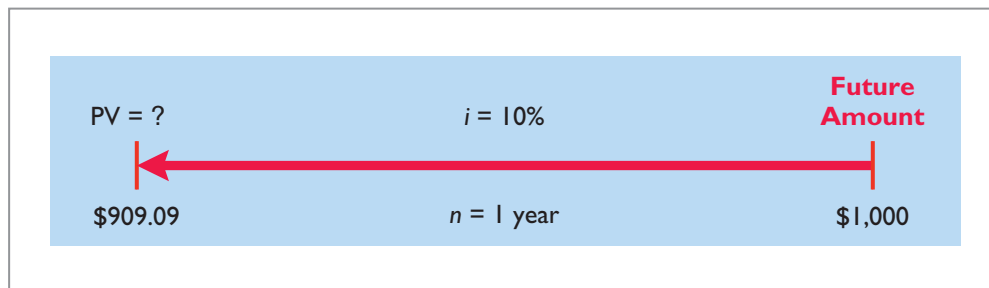 Future
PV = ? i = 10% Amount
$909.09 n = 1 year $1,000